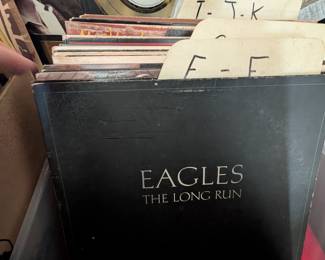 I-J-K
E-F
EAGLES
THE LONG RUN